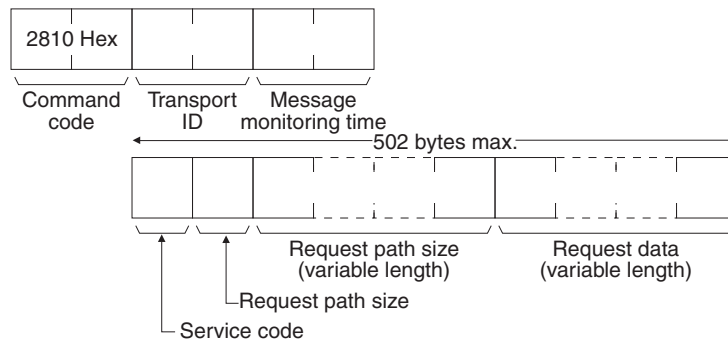 2810 Hex
Command code
Transport ID
Message monitoring time
502 bytes max.
Request path size (variable length)
Request data (variable length)
Request path size
Service code